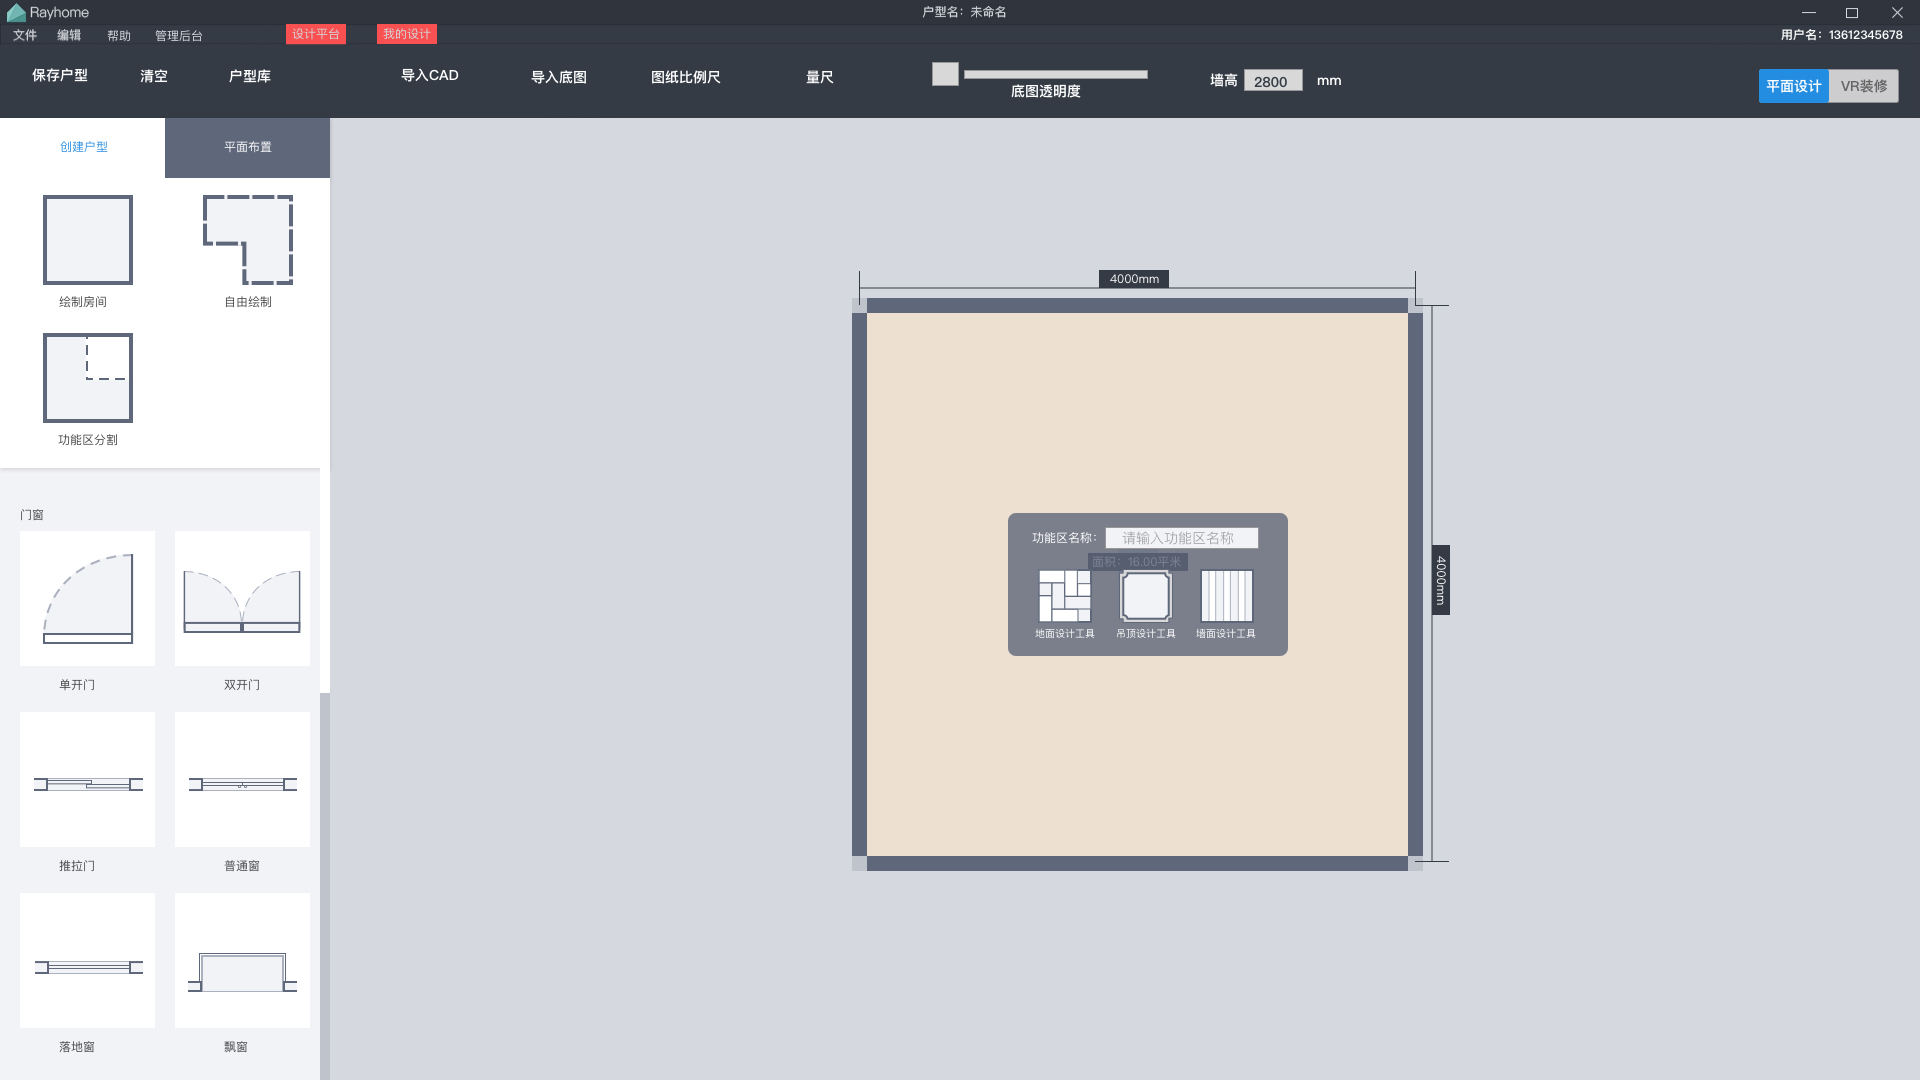 Rayhome
户型名：未命名
文件 编辑 帮助 管理后台 设计平台 我的设计
用户名：13612345678
保存户型 清空 户型库 导入CAD 导入底图 图纸比例尺 量尺
底图透明度
墙高 2800 mm
平面设计 VR装修
创建户型 平面布置
绘制房间 自由绘制
功能区分割
门窗
单开门 双开门
推拉门 普通窗
落地窗 飘窗
4000mm
4000mm
功能区名称： 请输入功能区名称
面积：16.00平米
地面设计工具 吊顶设计工具 墙面设计工具